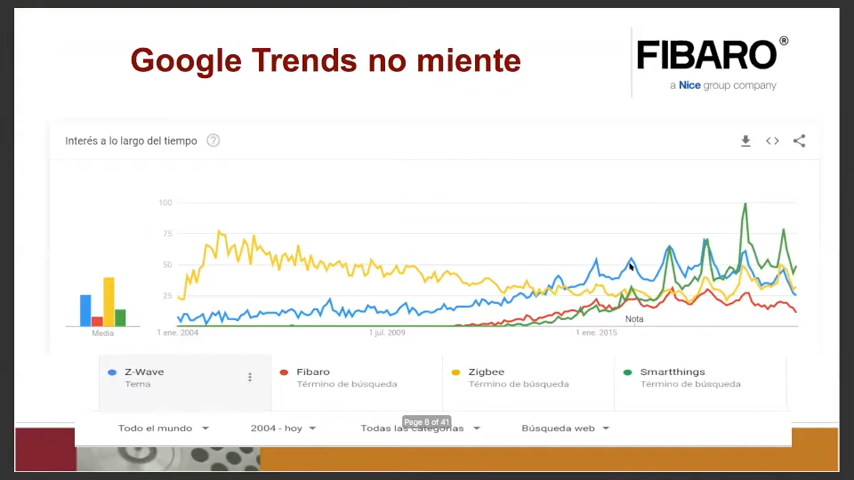 Google Trends no miente
FIBARO®
a Nice group company
Interés a lo largo del tiempo ?
100
75
50
25
Nota
Media
1 ene. 2004
1 jul. 2009
1 ene. 2015
Z-Wave
Tema
Fibaro
Término de búsqueda
Zigbee
Término de búsqueda
Smartthings
Término de búsqueda
Page 8 of 41
Todo el mundo
2004 - hoy
Todas las categorías
Búsqueda web